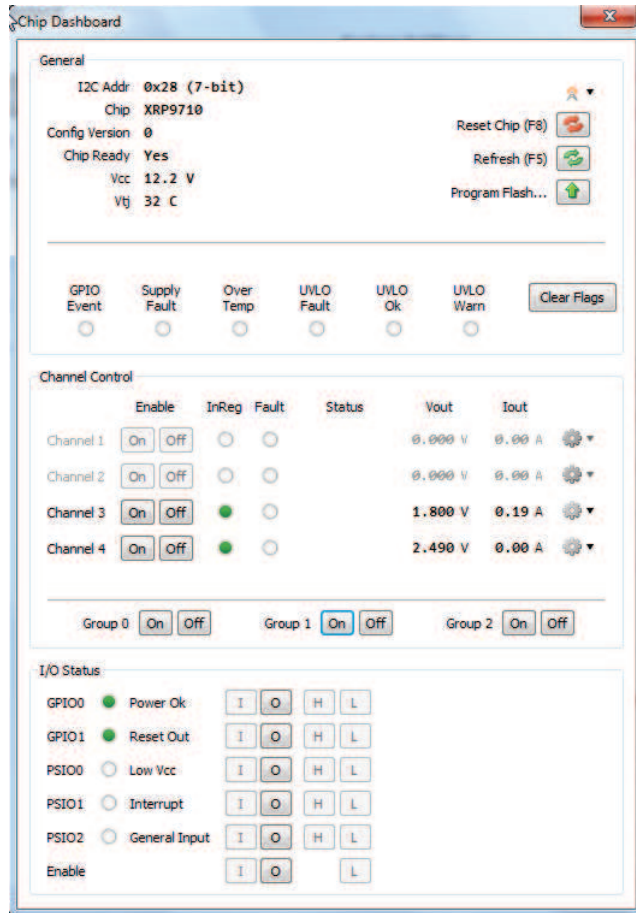 Chip Dashboard
General
I2C Addr 0x28 (7-bit)
Chip XRP9710
Config Version 0
Chip Ready Yes
Vcc 12.2 V
Vtj 32 C
Reset Chip (F8)
Refresh (F5)
Program Flash...
GPIO Event
Supply Fault
Over Temp
UVLO Fault
UVLO Ok
UVLO Warn
Clear Flags
Channel Control
Enable InReg Fault Status Vout Iout
Channel 1 On Off 0.000 V 0.00 A
Channel 2 On Off 0.000 V 0.00 A
Channel 3 On Off 1.800 V 0.19 A
Channel 4 On Off 2.490 V 0.00 A
Group 0 On Off Group 1 On Off Group 2 On Off
I/O Status
GPIO0 Power Ok I O H L
GPIO1 Reset Out I O H L
PSIO0 Low Vcc I O H L
PSIO1 Interrupt I O H L
PSIO2 General Input I O H L
Enable I O L